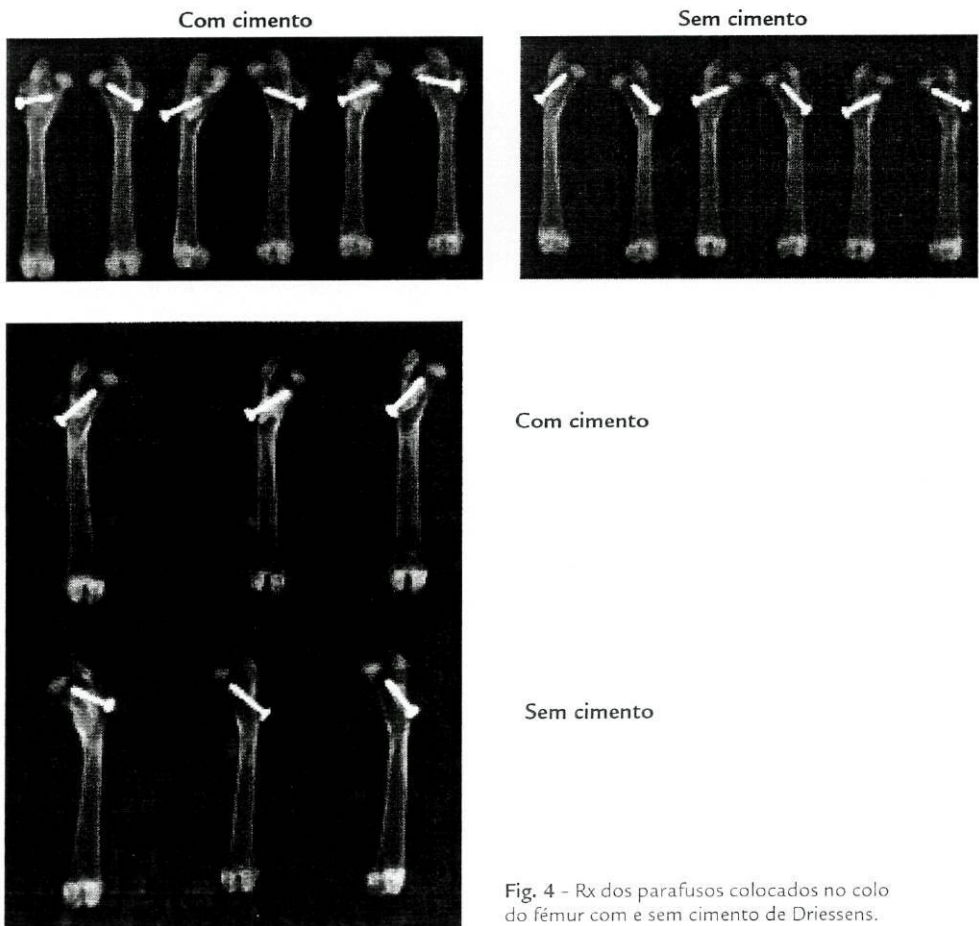 Com cimento
Sem cimento
Com cimento
Sem cimento
Fig. 4 - Rx dos parafusos colocados no colo
do fémur com e sem cimento de Driessens.